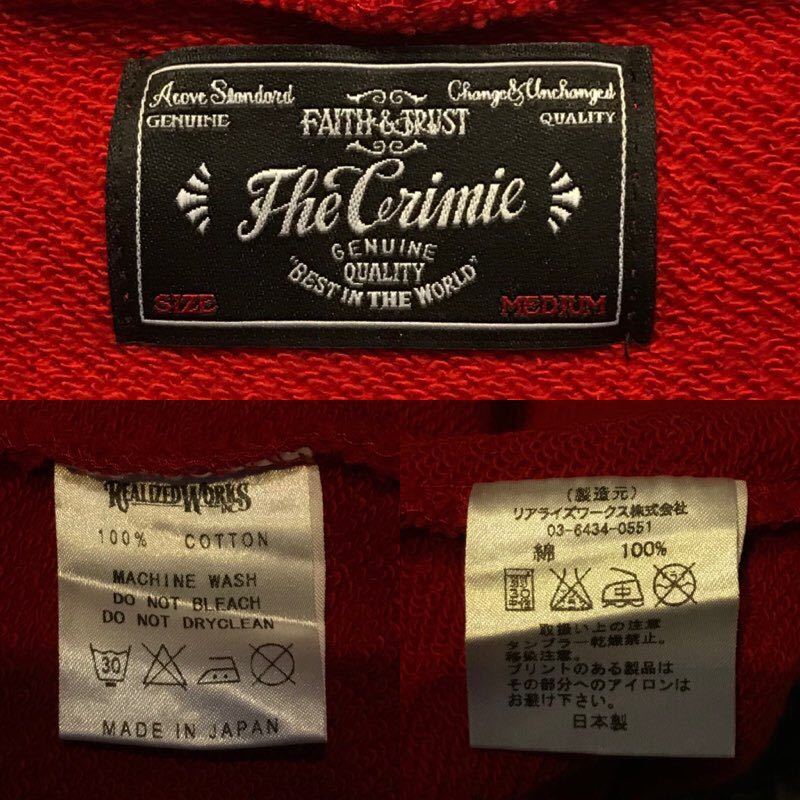 Acove Standard
GENUINE
FAITH & TRUST
Change&Unchanged
QUALITY
The Crimie
GENUINE
QUALITY
"BEST IN THE WORLD"
SIZE
MEDIUM
REALIZED WORKS
INC
100% COTTON
MACHINE WASH
DO NOT BLEACH
DO NOT DRYCLEAN
30
MADE IN JAPAN
(製造元)
リアライズワークス株式会社
03-6434-0551
綿 100%
取扱い上の注意
タンブラー乾燥禁止。
移染注意。
プリントのある製品は
その部分へのアイロンは
お避け下さい。
日本製